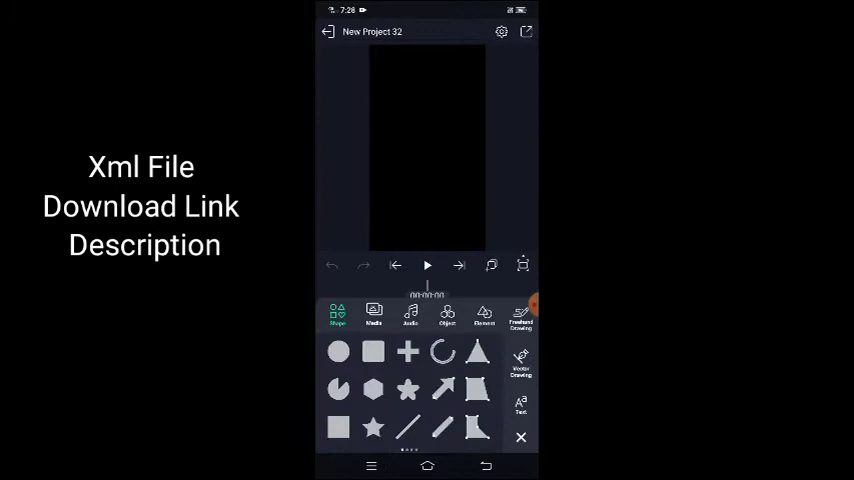 7:28
New Project 32
Xml File
Download Link
Description
00:00:00
Shape
Media
Audio
Object
Element
Freehand
Drawing
Vector
Drawing
Text